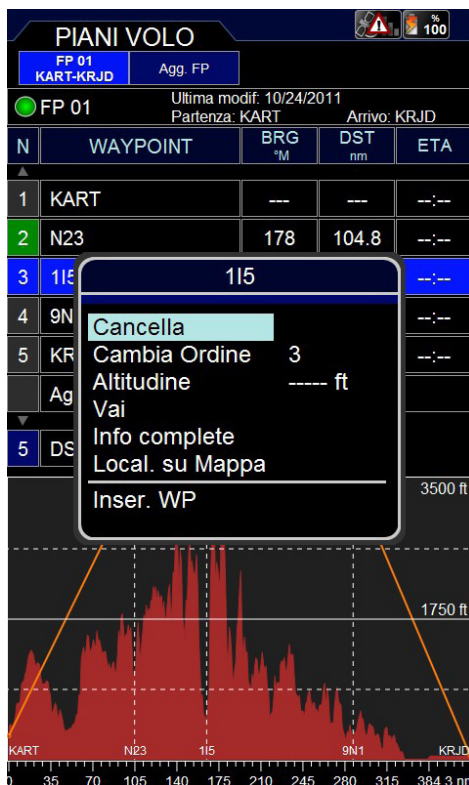 PIANI VOLO
% 100
FP 01 KART-KRJD
Agg. FP
FP 01
Ultima modif: 10/24/2011
Partenza: KART Arrivo: KRJD
N WAYPOINT BRG °M DST nm ETA
1 KART --- --- --:-
2 N23 178 104.8 --:-
3 1I5 --:-
4 9N --:-
5 KR --:-
Ag
5 DS
1I5
Cancella
Cambia Ordine 3
Altitudine ----- ft
Vai
Info complete
Local. su Mappa
Inser. WP
3500 ft
1750 ft
KART N23 1I5 9N1 KRJD
0 35 70 105 140 175 210 245 280 315 384.3 nm